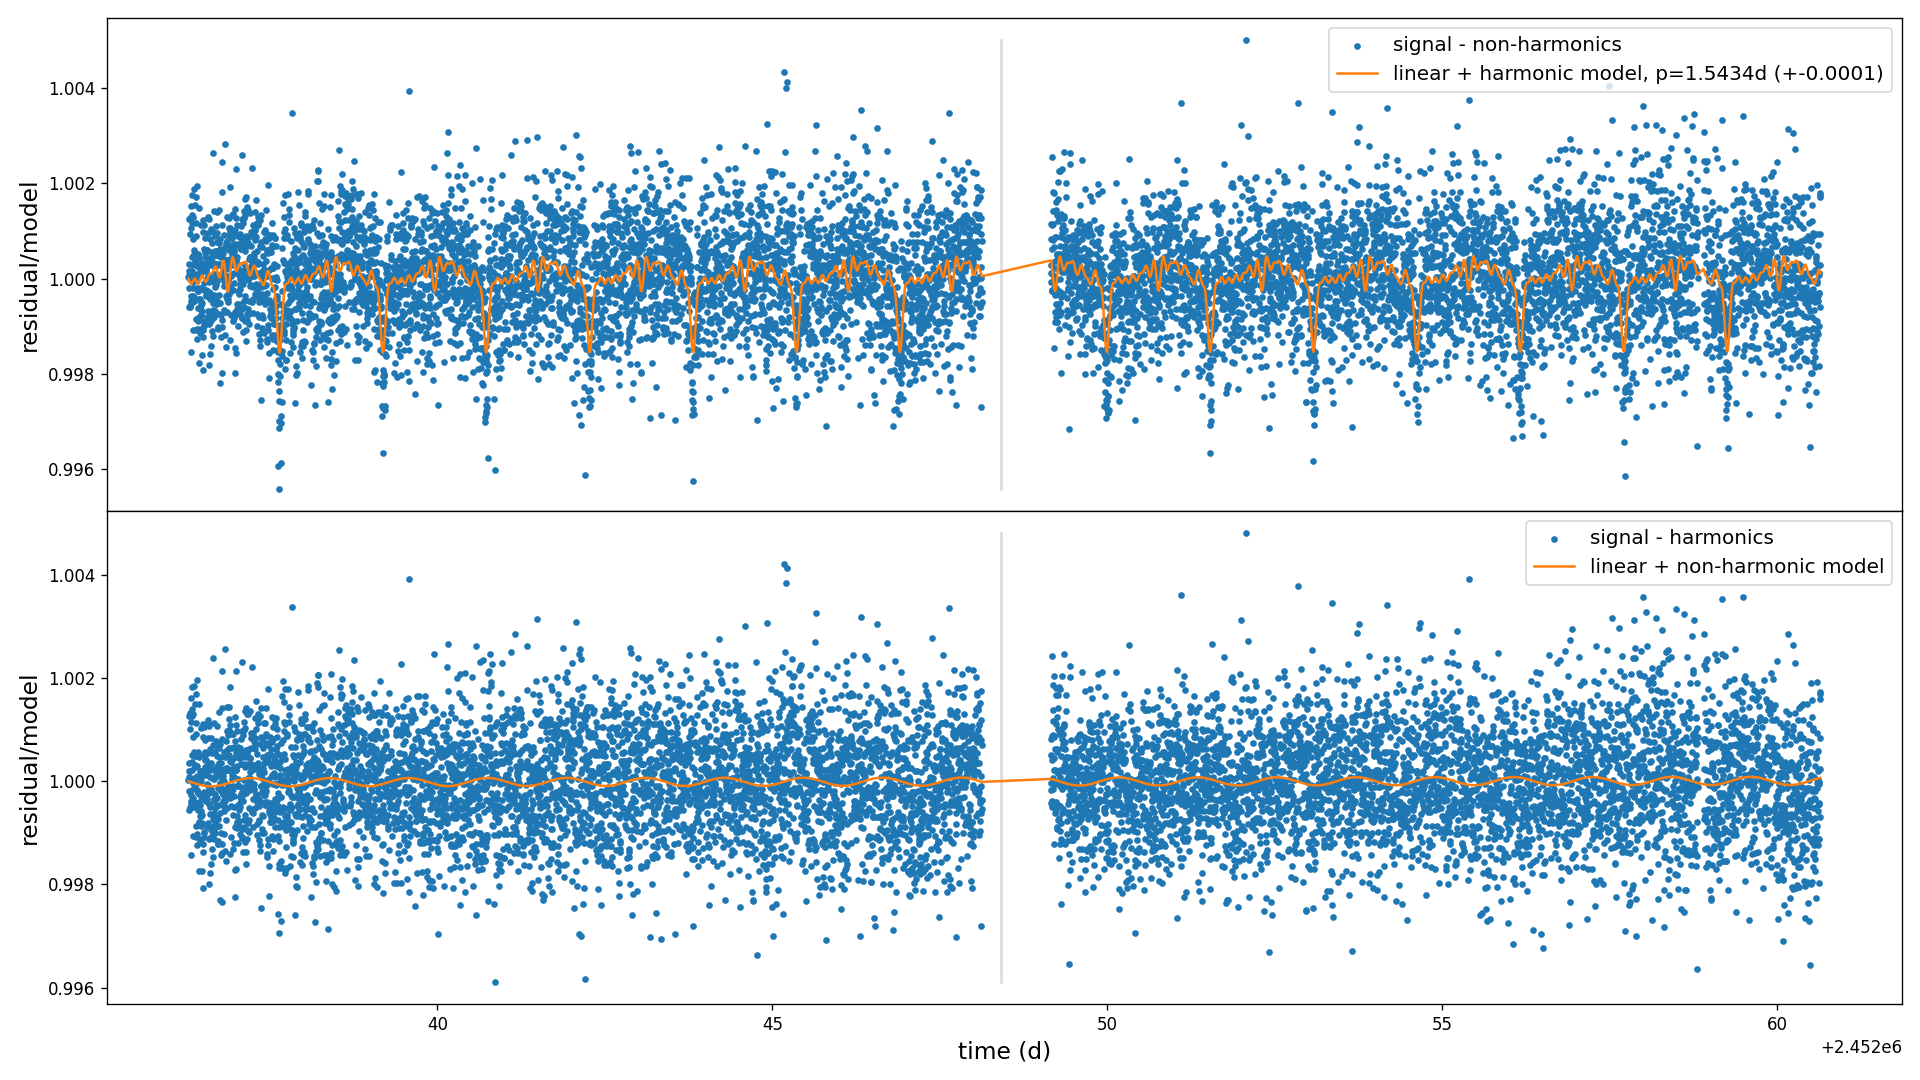 signal - non-harmonics
linear + harmonic model, p=1.5434d (+-0.0001)
residual/model
1.004
1.002
1.000
0.998
0.996
signal - harmonics
linear + non-harmonic model
residual/model
1.004
1.002
1.000
0.998
0.996
40
45
50
55
60
time (d)
+2.452e6